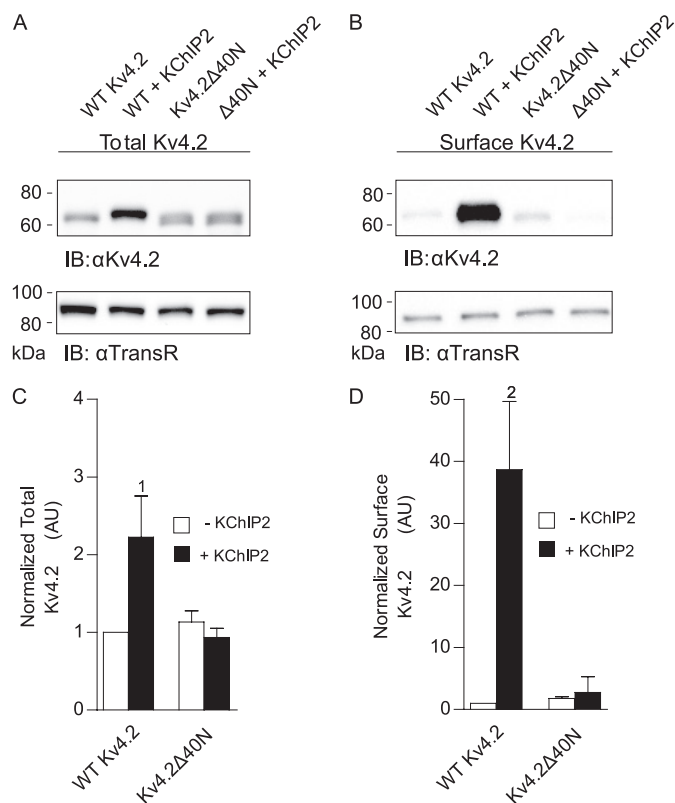 A
WT Kv4.2
WT + KChIP2
Kv4.2Δ40N
Δ40N + KChIP2
Total Kv4.2
80
60
IB:αKv4.2
100
80
kDa
IB: αTransR
B
WT Kv4.2
WT + KChIP2
Kv4.2Δ40N
Δ40N + KChIP2
Surface Kv4.2
80
60
IB:αKv4.2
100
80
kDa
IB: αTransR
C
Normalized Total
(AU)
Kv4.2
4
3
2
1
0
1
- KChIP2
+ KChIP2
WT Kv4.2
Kv4.2Δ40N
D
Normalized Surface
(AU)
Kv4.2
50
40
30
20
10
0
2
- KChIP2
+ KChIP2
WT Kv4.2
Kv4.2Δ40N